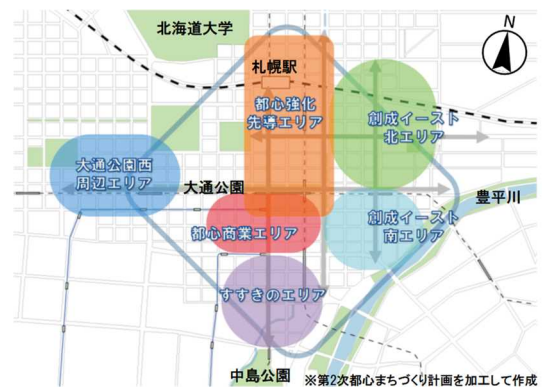 N
北海道大学
札幌駅
都心強化
先導エリア
創成イースト
北エリア
大通公園西
周辺エリア
大通公園
豊平川
創成イースト
南エリア
都心商業エリア
すすきのエリア
中島公園
※第2次都心まちづくり計画を加工して作成